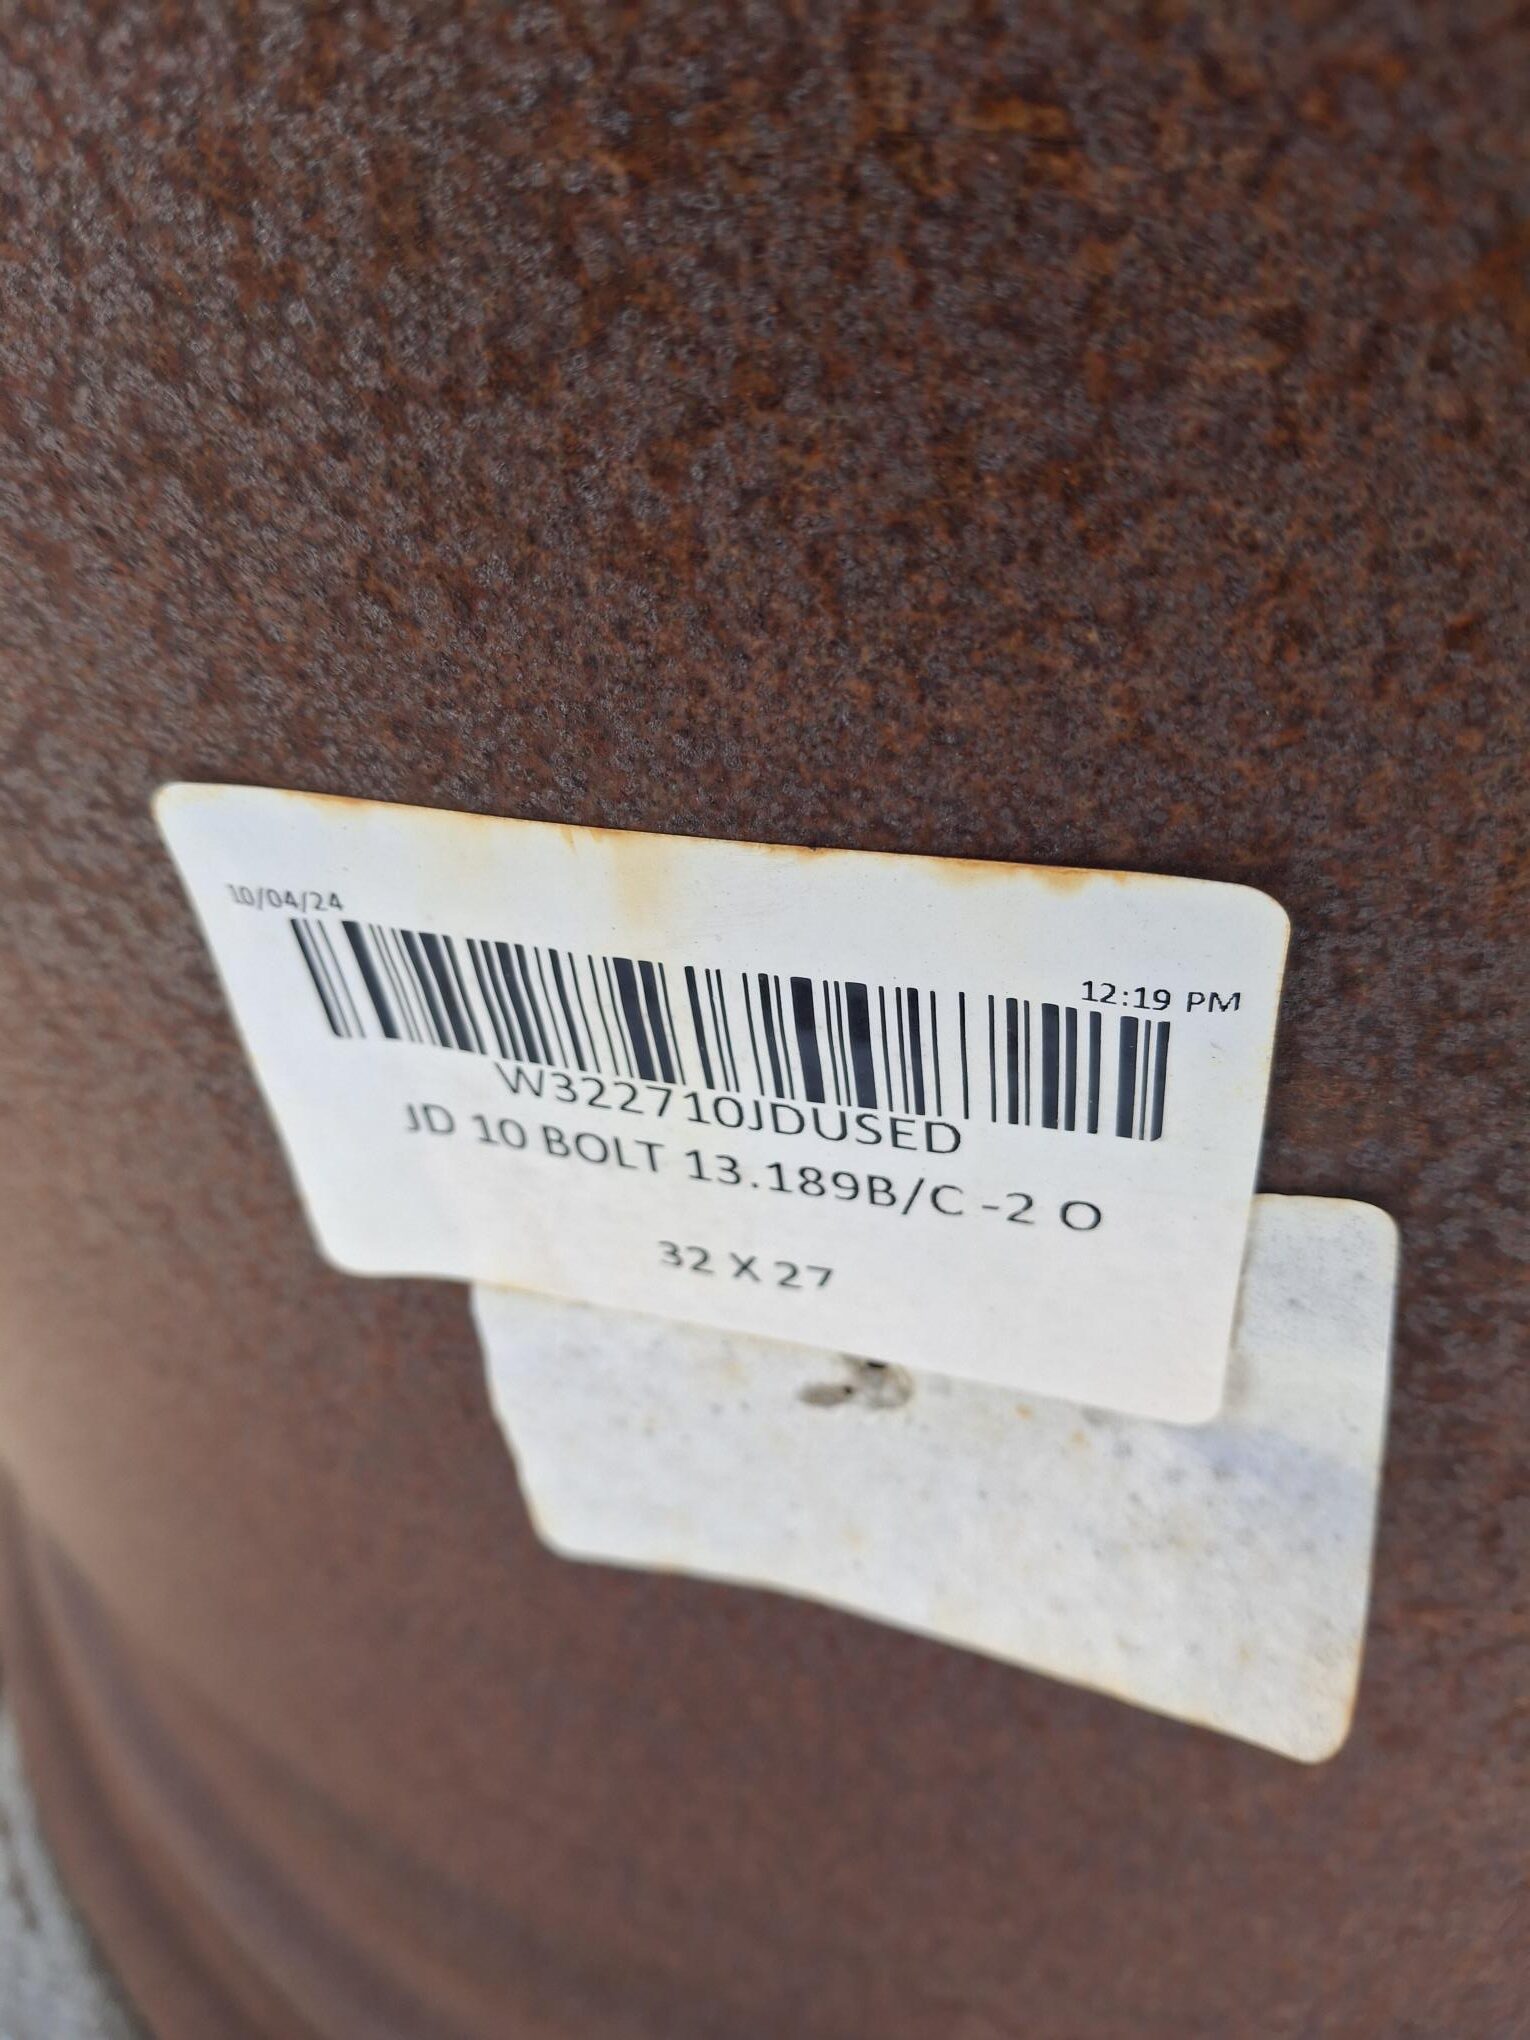 10/04/24
12:19 PM
W322710JDUSED
JD 10 BOLT 13.189B/C -2 O
32 X 27